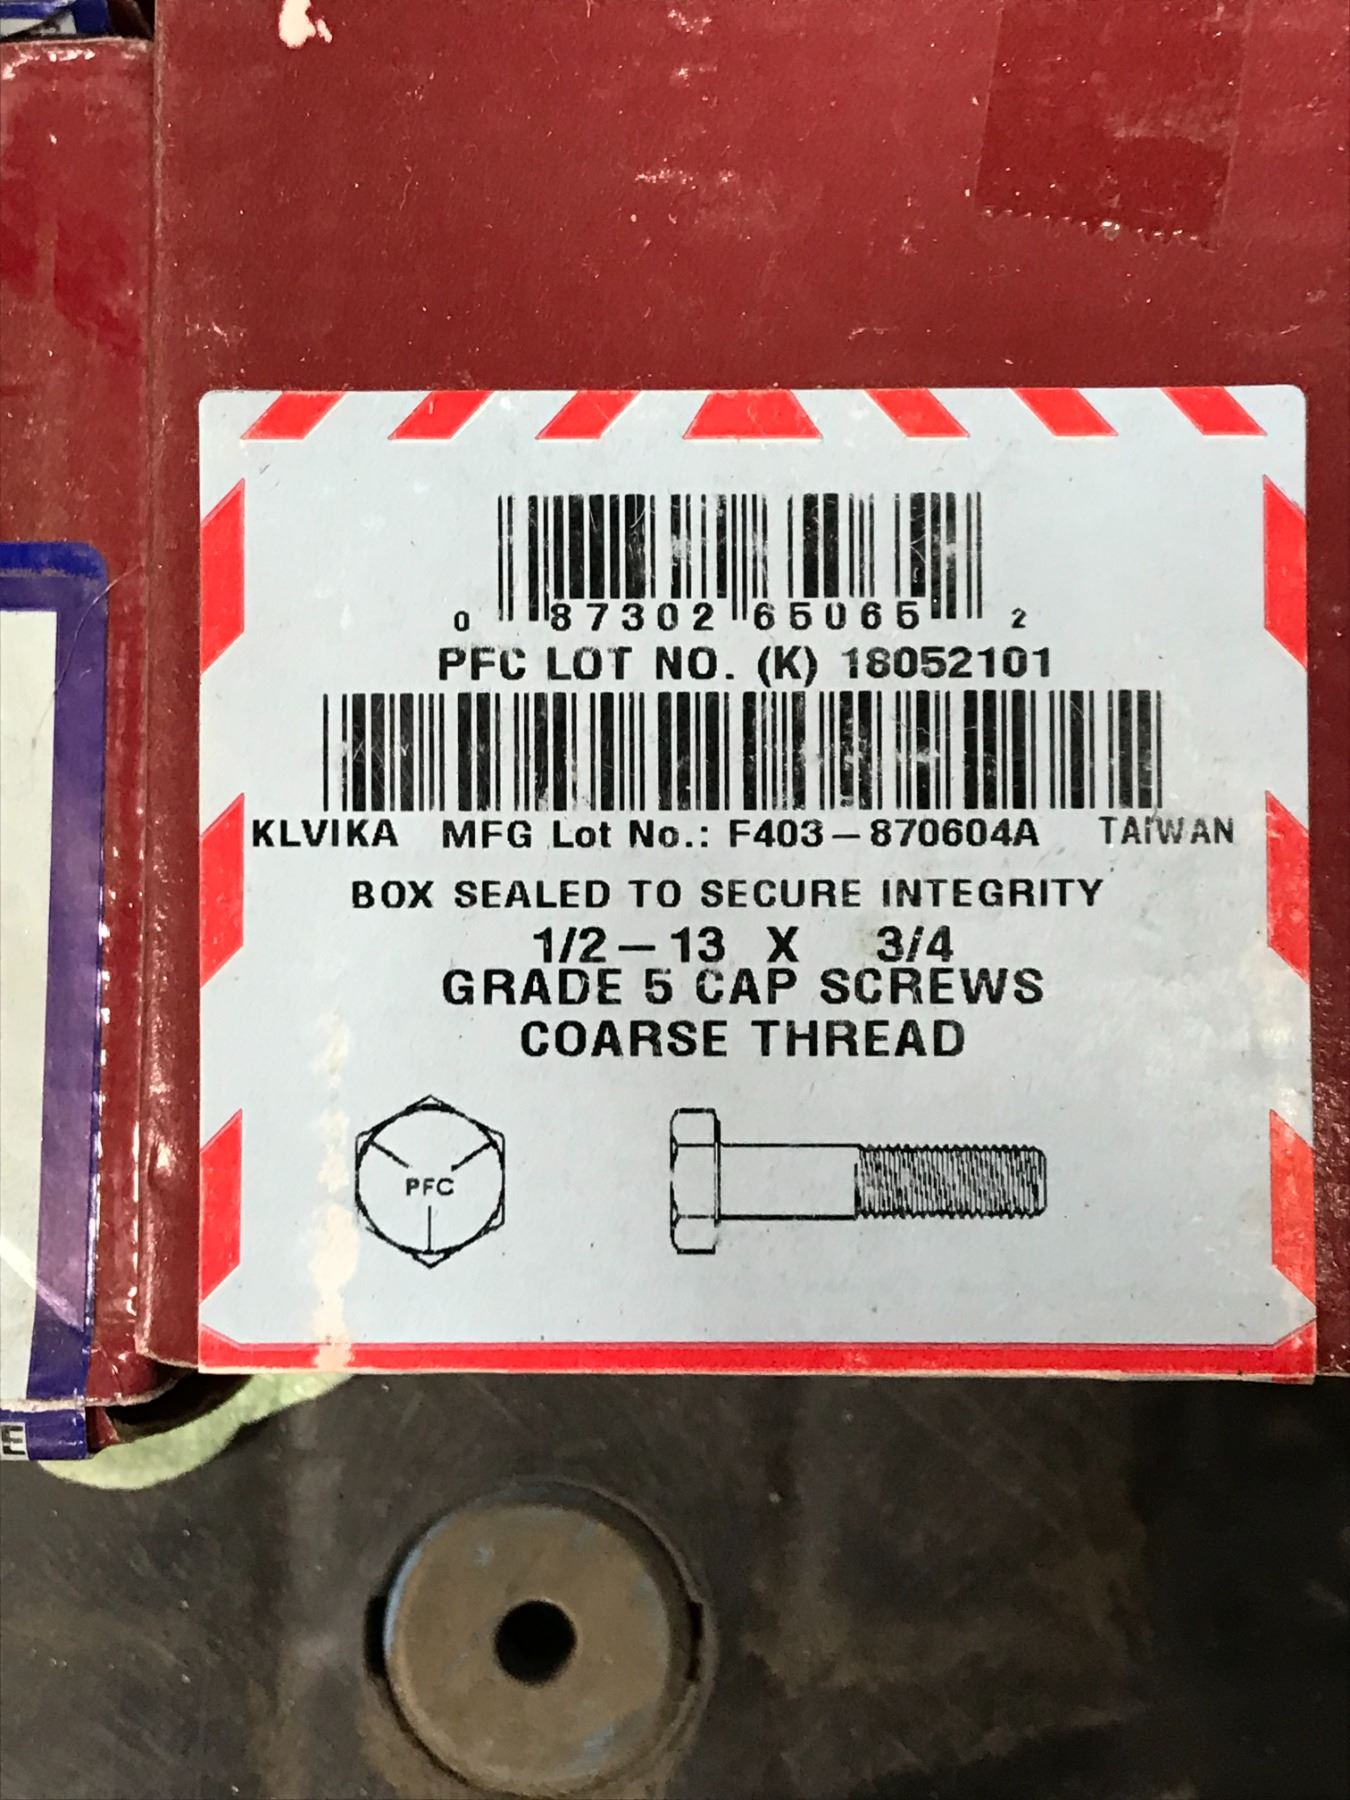 0 87302 65065 2
PFC LOT NO. (K) 18052101
KLVIKA MFG Lot No.: F403-870604A TAIWAN
BOX SEALED TO SECURE INTEGRITY
1/2-13 X 3/4
GRADE 5 CAP SCREWS
COARSE THREAD
PFC
E